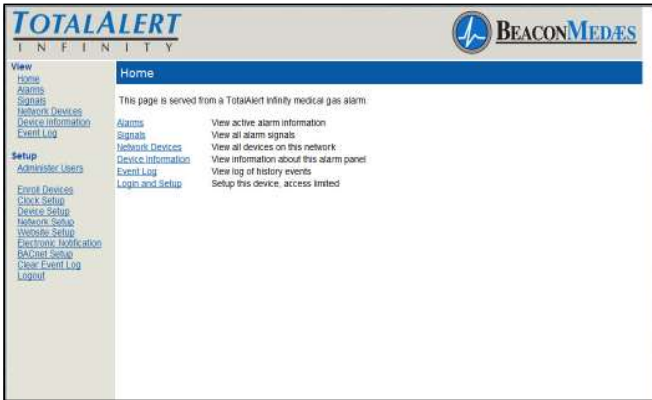 TOTALALERT
INFINITY
BEACONMEDÆS
View
Home
Alarms
Signals
Network Devices
Device Information
Event Log
Setup
Administer Users
Enroll Devices
Clock Setup
Device Setup
Network Setup
Website Setup
Electronic Notification
BACnet Setup
Clear Event Log
Logout
Home
This page is served from a TotalAlert Infinity medical gas alarm.
Alarms View active alarm information
Signals View all alarm signals
Network Devices View all devices on this network
Device Information View information about this alarm panel
Event Log View log of history events
Login and Setup Setup this device, access limited